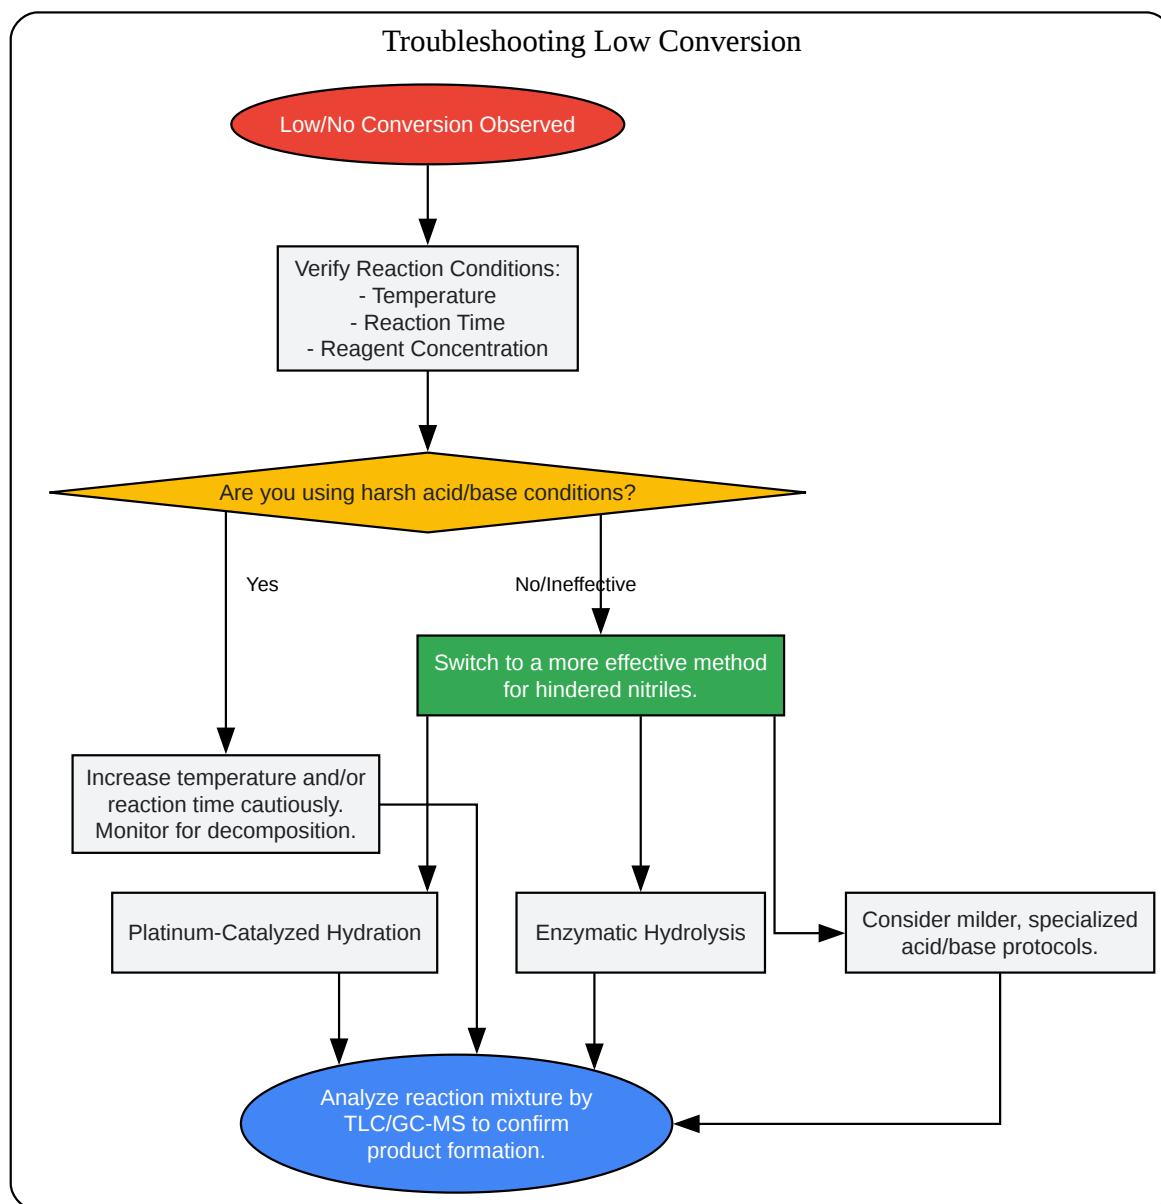 Troubleshooting Low Conversion
Low/No Conversion Observed
Verify Reaction Conditions:
- Temperature
- Reaction Time
- Reagent Concentration
Are you using harsh acid/base conditions?
Yes
No/Ineffective
Switch to a more effective method
for hindered nitriles.
Increase temperature and/or
reaction time cautiously.
Monitor for decomposition.
Platinum-Catalyzed Hydration
Enzymatic Hydrolysis
Consider milder, specialized
acid/base protocols.
Analyze reaction mixture by
TLC/GC-MS to confirm
product formation.